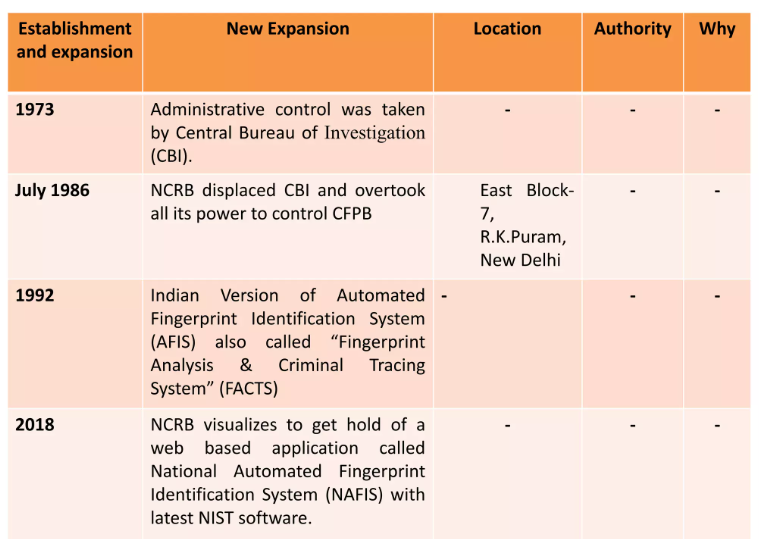 Establishment and expansion
New Expansion
Location
Authority
Why
1973
Administrative control was taken
by Central Bureau of Investigation
(CBI).
-
-
-
July 1986
NCRB displaced CBI and overtook
all its power to control CFPB
East Block-
7,
R.K.Puram,
New Delhi
-
-
1992
Indian Version of Automated
Fingerprint Identification System
(AFIS) also called “Fingerprint
Analysis & Criminal Tracing
System” (FACTS)
-
-
-
2018
NCRB visualizes to get hold of a
web based application called
National Automated Fingerprint
Identification System (NAFIS) with
latest NIST software.
-
-
-